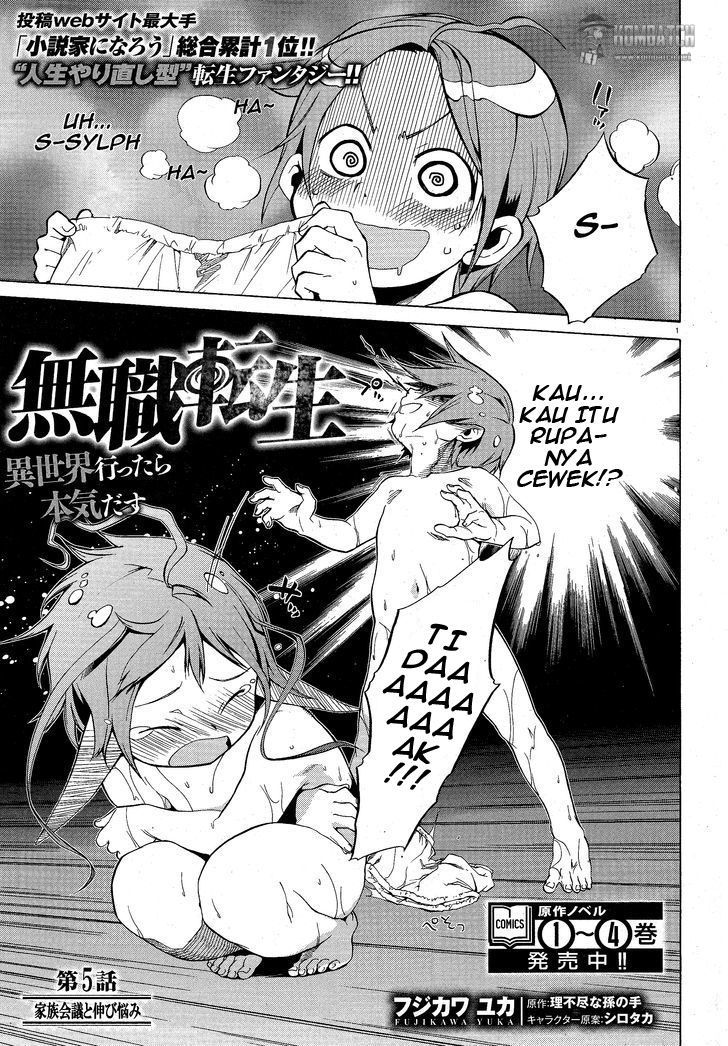 投稿webサイト最大手
「小説家になろう」総合累計1位!!
“人生やり直し型”転生ファンタジー!!
KOMBATCH
HA~
UH...
S-SYLPH
HA~
S-
1
無職転生
異世界行ったら
本気だす
KAU...
KAU ITU
RUPA-
NYA
CEWEK!?
TI
DAA
AAAAA
AAA
AK!!!
COMICS
原作ノベル
①~④巻
発売中!!
第5話
家族会議と伸び悩み
フジカワ ユカ
FUJIKAWA YUKA
原作:理不尽な孫の手
キャラクター原案:シロタカ